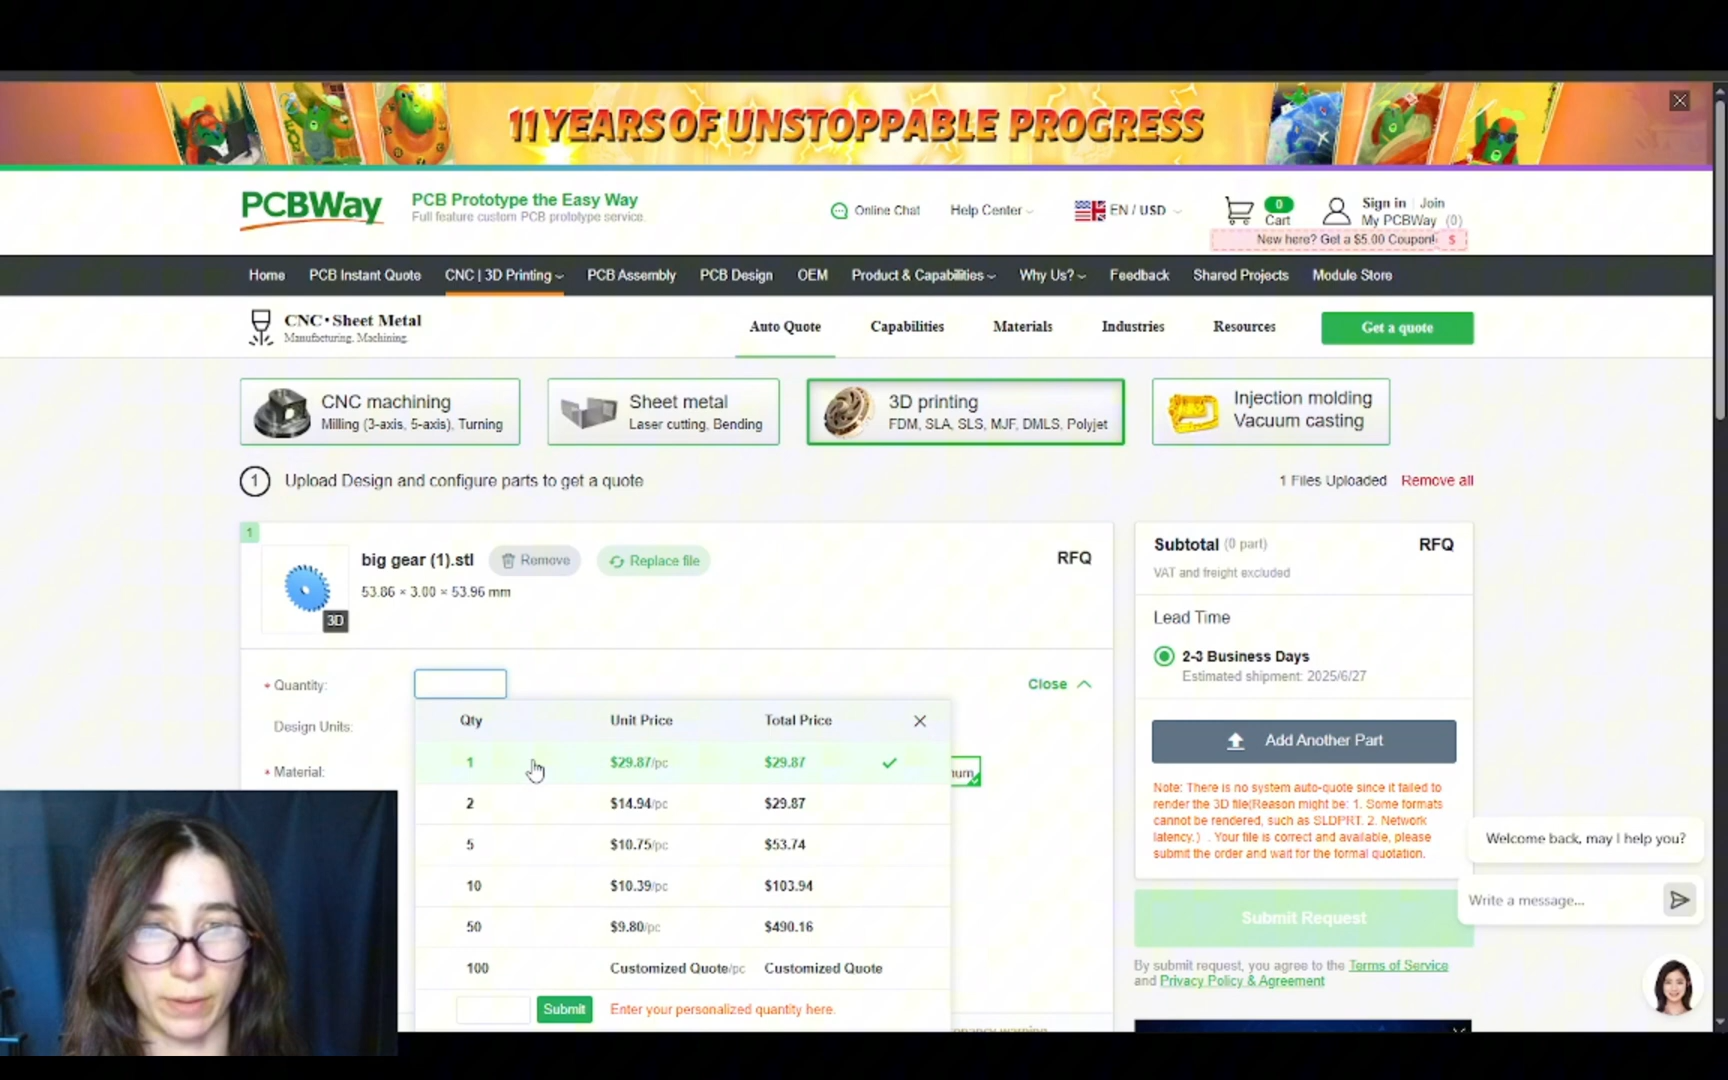 11 YEARS OF UNSTOPPABLE PROGRESS
PCBWay
PCB Prototype the Easy Way
Full feature custom PCB prototype service.
Online Chat
Help Center
EN / USD
0
Cart
Sign in | Join
My PCBWay (0)
New here? Get a $5.00 Coupon! $
Home PCB Instant Quote CNC | 3D Printing PCB Assembly PCB Design OEM Product & Capabilities Why Us? Feedback Shared Projects Module Store
CNC • Sheet Metal
Manufacturing. Machining.
Auto Quote Capabilities Materials Industries Resources Get a quote
CNC machining
Milling (3-axis, 5-axis), Turning
Sheet metal
Laser cutting, Bending
3D printing
FDM, SLA, SLS, MJF, DMLS, Polyjet
Injection molding
Vacuum casting
1 Upload Design and configure parts to get a quote
1 Files Uploaded Remove all
1
big gear (1).stl Remove Replace file RFQ
53.86 × 3.00 × 53.96 mm
3D
* Quantity: Close
Design Units:
* Material:
Qty Unit Price Total Price
1 $29.87/pc $29.87
2 $14.94/pc $29.87
5 $10.75/pc $53.74
10 $10.39/pc $103.94
50 $9.80/pc $490.16
100 Customized Quote/pc Customized Quote
Submit Enter your personalized quantity here.
Subtotal (0 part) RFQ
VAT and freight excluded
Lead Time
2-3 Business Days
Estimated shipment: 2025/6/27
Add Another Part
Note: There is no system auto-quote since it failed to
render the 3D file(Reason might be: 1. Some formats
cannot be rendered, such as SLDPRT. 2. Network
latency.) . Your file is correct and available, please
submit the order and wait for the formal quotation.
Submit Request
By submit request, you agree to the Terms of Service
and Privacy Policy & Agreement
Welcome back, may I help you?
Write a message...